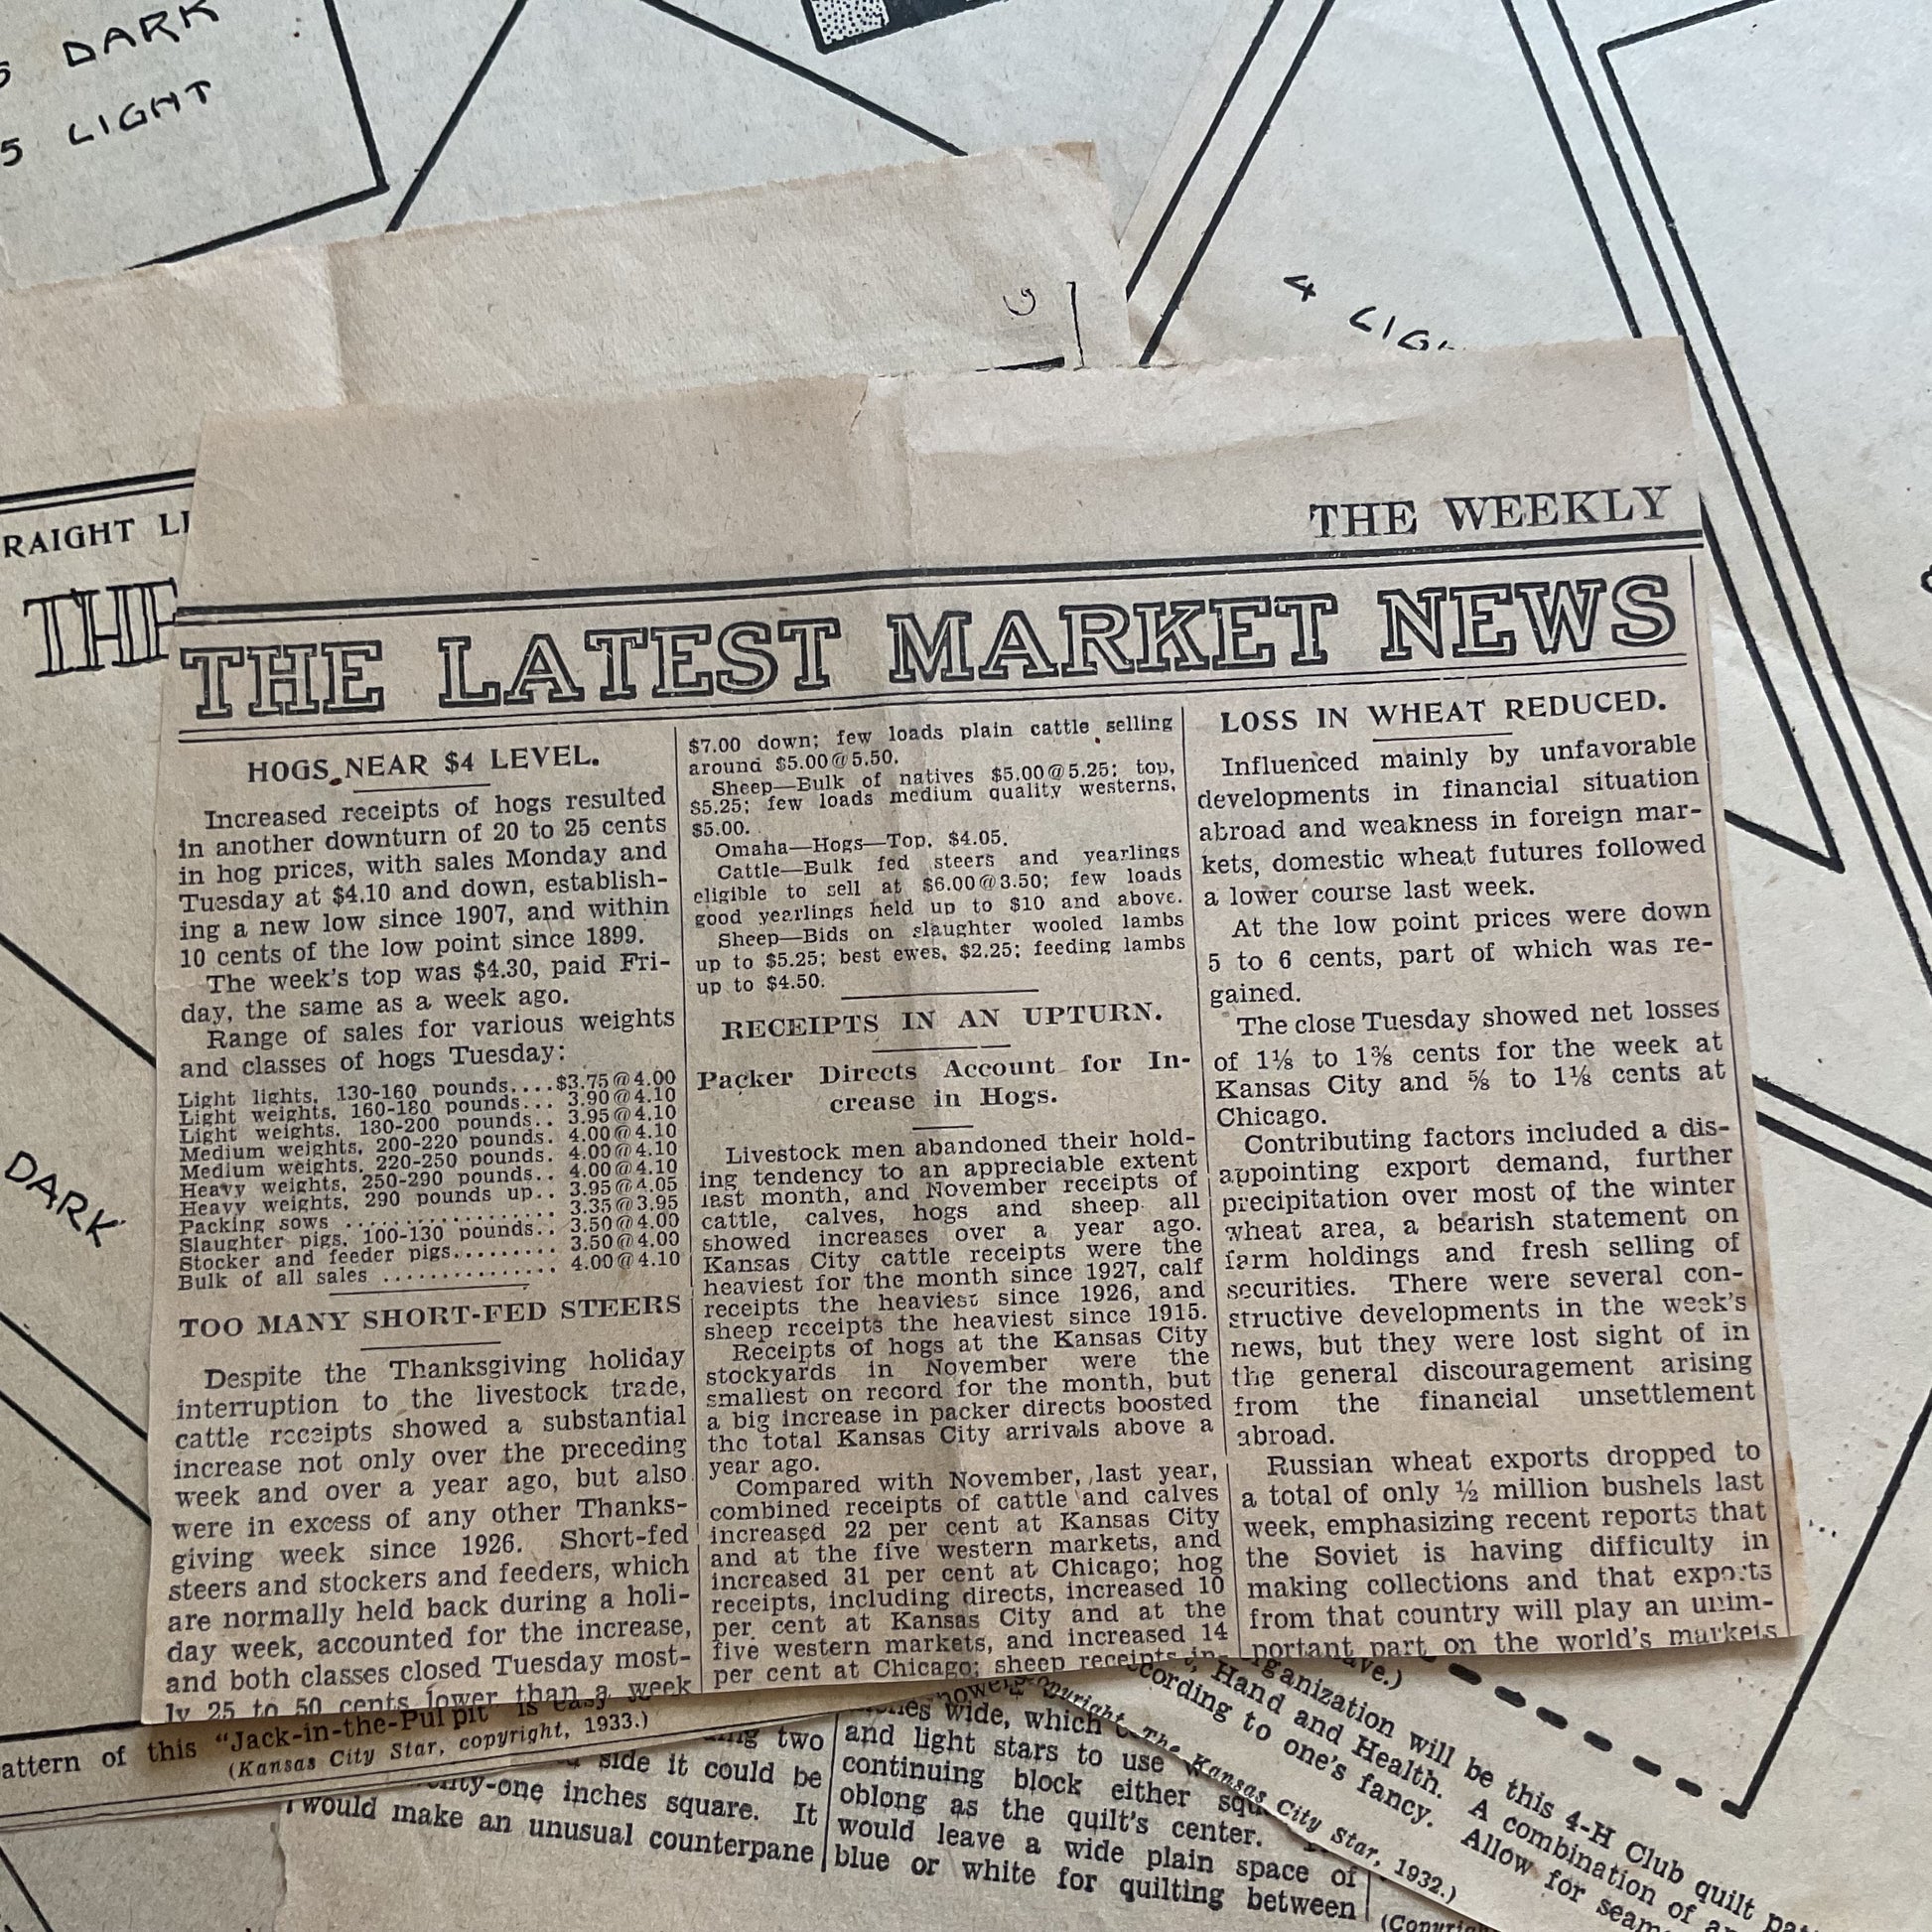 5 DARK
5 LIGHT
4 LIG
RAIGHT LI
TH
DARK
THE WEEKLY
THE LATEST MARKET NEWS
HOGS NEAR $4 LEVEL.
Increased receipts of hogs resulted
in another downturn of 20 to 25 cents
in hog prices, with sales Monday and
Tuesday at $4.10 and down, establish-
ing a new low since 1907, and within
10 cents of the low point since 1899.
The week's top was $4.30, paid Fri-
day, the same as a week ago.
Range of sales for various weights
and classes of hogs Tuesday:
Light lights, 130-160 pounds....$3.75@4.00
Light weights, 160-180 pounds... 3.90@4.10
Light weights, 180-200 pounds.. 3.95@4.10
Medium weights, 200-220 pounds. 4.00@4.10
Medium weights, 220-250 pounds. 4.00@4.10
Heavy weights, 250-290 pounds.. 4.00@4.10
Heavy weights, 290 pounds up.. 3.95@4.05
Packing sows ................ 3.35@3.95
Slaughter pigs, 100-130 pounds.. 3.50@4.00
Stocker and feeder pigs......... 3.50@4.00
Bulk of all sales ............... 4.00@4.10
TOO MANY SHORT-FED STEERS
Despite the Thanksgiving holiday
interruption to the livestock trade,
cattle receipts showed a substantial
increase not only over the preceding
week and over a year ago, but also
were in excess of any other Thanks-
giving week since 1926. Short-fed
steers and stockers and feeders, which
are normally held back during a holi-
day week, accounted for the increase,
and both classes closed Tuesday most-
ly 25 to 50 cents lower than a week
$7.00 down; few loads plain cattle selling
around $5.00@5.50.
Sheep—Bulk of natives $5.00@5.25; top,
$5.25; few loads medium quality westerns,
$5.00.
Omaha—Hogs—Top, $4.05.
Cattle—Bulk fed steers and yearlings
eligible to sell at $6.00@3.50; few loads
good yearlings held up to $10 and above.
Sheep—Bids on slaughter wooled lambs
up to $5.25; best ewes, $2.25; feeding lambs
up to $4.50.
RECEIPTS IN AN UPTURN.
Packer Directs Account for In-
crease in Hogs.
Livestock men abandoned their hold-
ing tendency to an appreciable extent
last month, and November receipts of
cattle, calves, hogs and sheep all
showed increases over a year ago.
Kansas City cattle receipts were the
heaviest for the month since 1927, calf
receipts the heaviest since 1926, and
sheep receipts the heaviest since 1915.
Receipts of hogs at the Kansas City
stockyards in November were the
smallest on record for the month, but
a big increase in packer directs boosted
the total Kansas City arrivals above a
year ago.
Compared with November, last year,
combined receipts of cattle and calves
increased 22 per cent at Kansas City
and at the five western markets, and
increased 31 per cent at Chicago; hog
receipts, including directs, increased 10
per cent at Kansas City and at the
five western markets, and increased 14
per cent at Chicago; sheep receipts in-
LOSS IN WHEAT REDUCED.
Influenced mainly by unfavorable
developments in financial situation
abroad and weakness in foreign mar-
kets, domestic wheat futures followed
a lower course last week.
At the low point prices were down
5 to 6 cents, part of which was re-
gained.
The close Tuesday showed net losses
of 1⅛ to 1⅜ cents for the week at
Kansas City and ⅝ to 1⅛ cents at
Chicago.
Contributing factors included a dis-
appointing export demand, further
precipitation over most of the winter
wheat area, a bearish statement on
farm holdings and fresh selling of
securities. There were several con-
structive developments in the week's
news, but they were lost sight of in
the general discouragement arising
from the financial unsettlement
abroad.
Russian wheat exports dropped to
a total of only ½ million bushels last
week, emphasizing recent reports that
the Soviet is having difficulty in
making collections and that exports
from that country will play an unim-
portant part on the world's markets
attern of this "Jack-in-the-Pulpit" is easy
(Kansas City Star, copyright, 1933.)
two
side it could be
nty-one inches square. It
would make an unusual counterpane
wide, which
and light stars to use
continuing block either squ
oblong as the quilt's center.
would leave a wide plain space of
blue or white for quilting between
Copyright, The Kansas City Star, 1932.)
rganization will be this 4-H Club quilt pat
Hand and Health. A combination of
cording to one's fancy. Allow for seam
(Copyrig